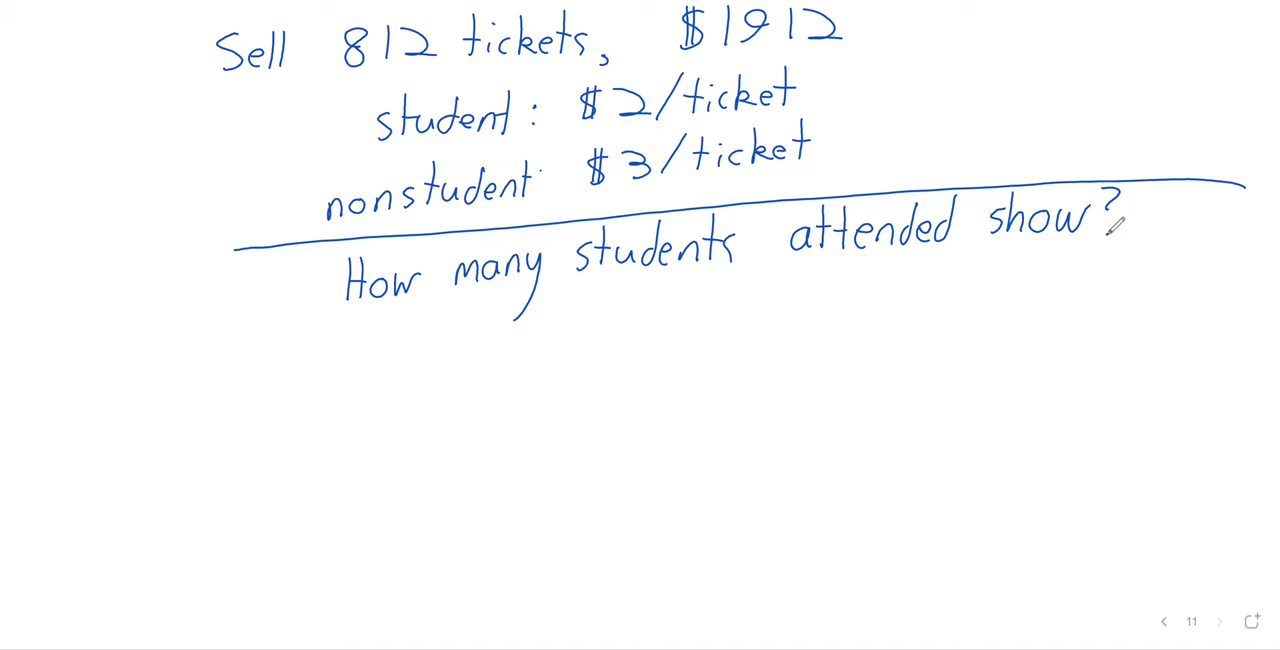 Sell 812 tickets, $1912
student: $2/ticket
nonstudent: $3/ticket
How many students attended show?
11